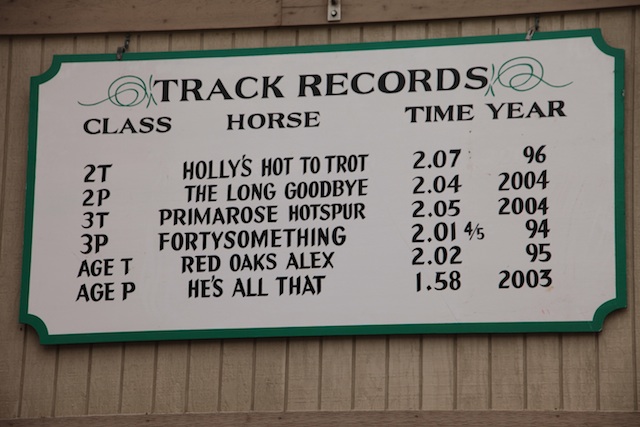 TRACK RECORDS
CLASS HORSE TIME YEAR
2T HOLLY'S HOT TO TROT 2.07 96
2P THE LONG GOODBYE 2.04 2004
3T PRIMAROSE HOTSPUR 2.05 2004
3P FORTYSOMETHING 2.01 4/5 94
AGE T RED OAKS ALEX 2.02 95
AGE P HE'S ALL THAT 1.58 2003